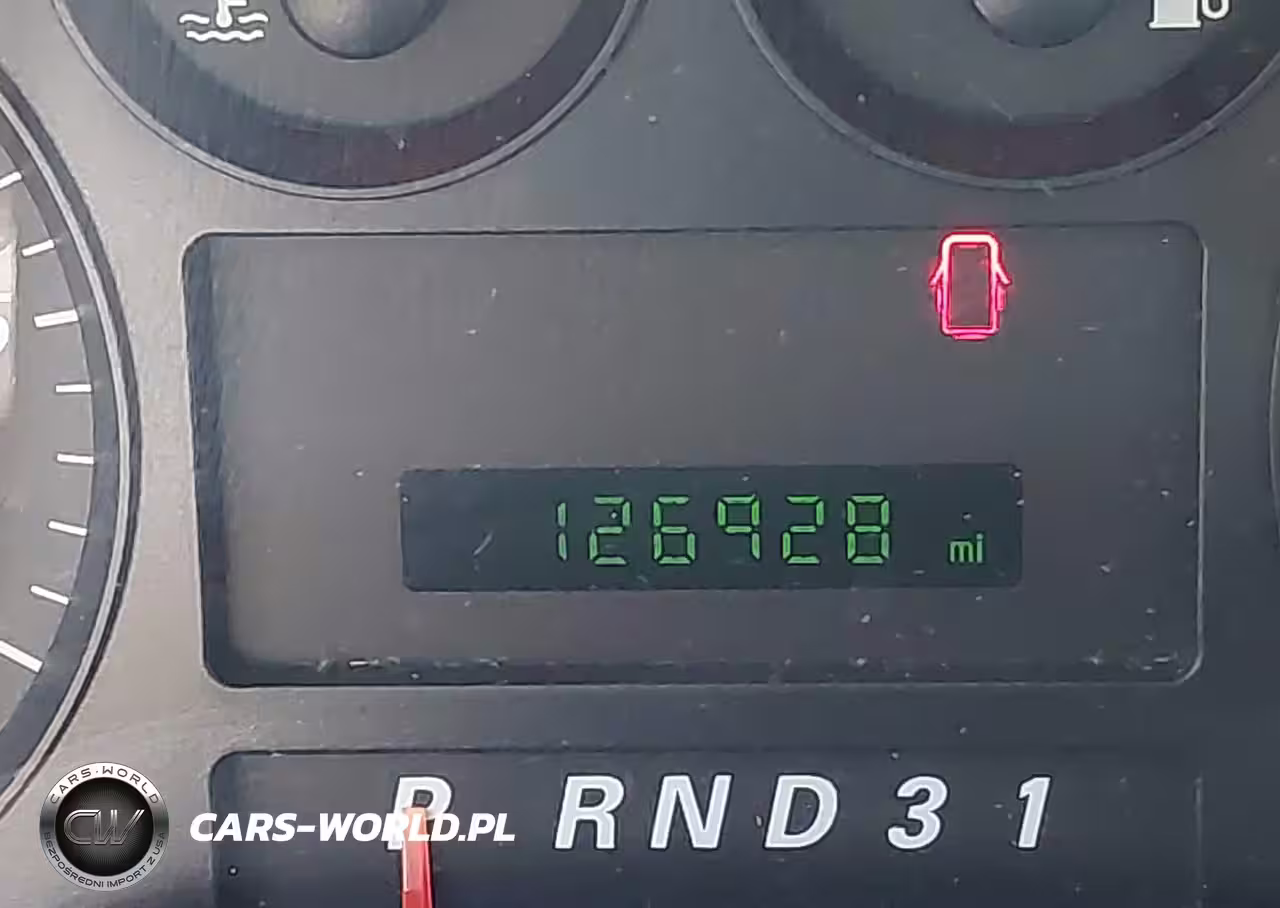 126928 mi
P R N D 3 1
CARS-WORLD
CW
BEZPOŚREDNI IMPORT Z USA
CARS-WORLD.PL